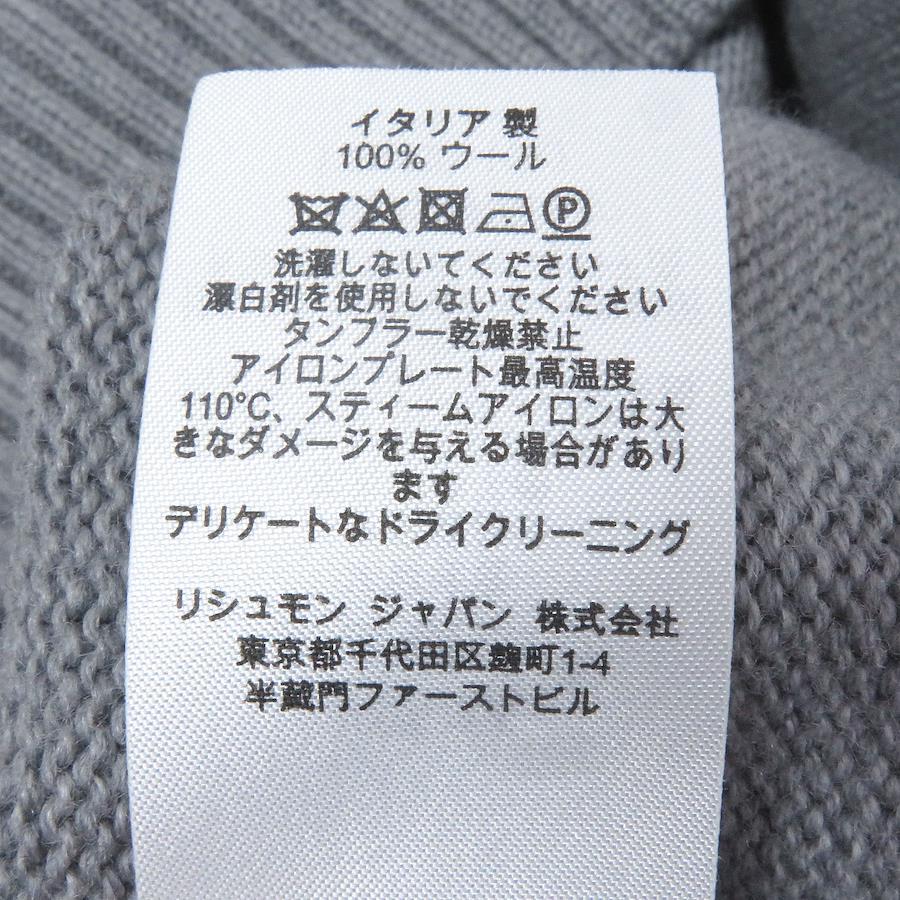 イタリア 製
100% ウール
P
洗濯しないてください
漂白剤を使用しないでください
タンブラー乾燥禁止
アイロンプレート最高温度
110°C、スティームアイロンは大
きなダメージを与える場合があり
ます
デリケートなドライクリーニング
リシュモン ジャパン 株式会社
東京都千代田区麹町1-4
半蔵門ファーストビル